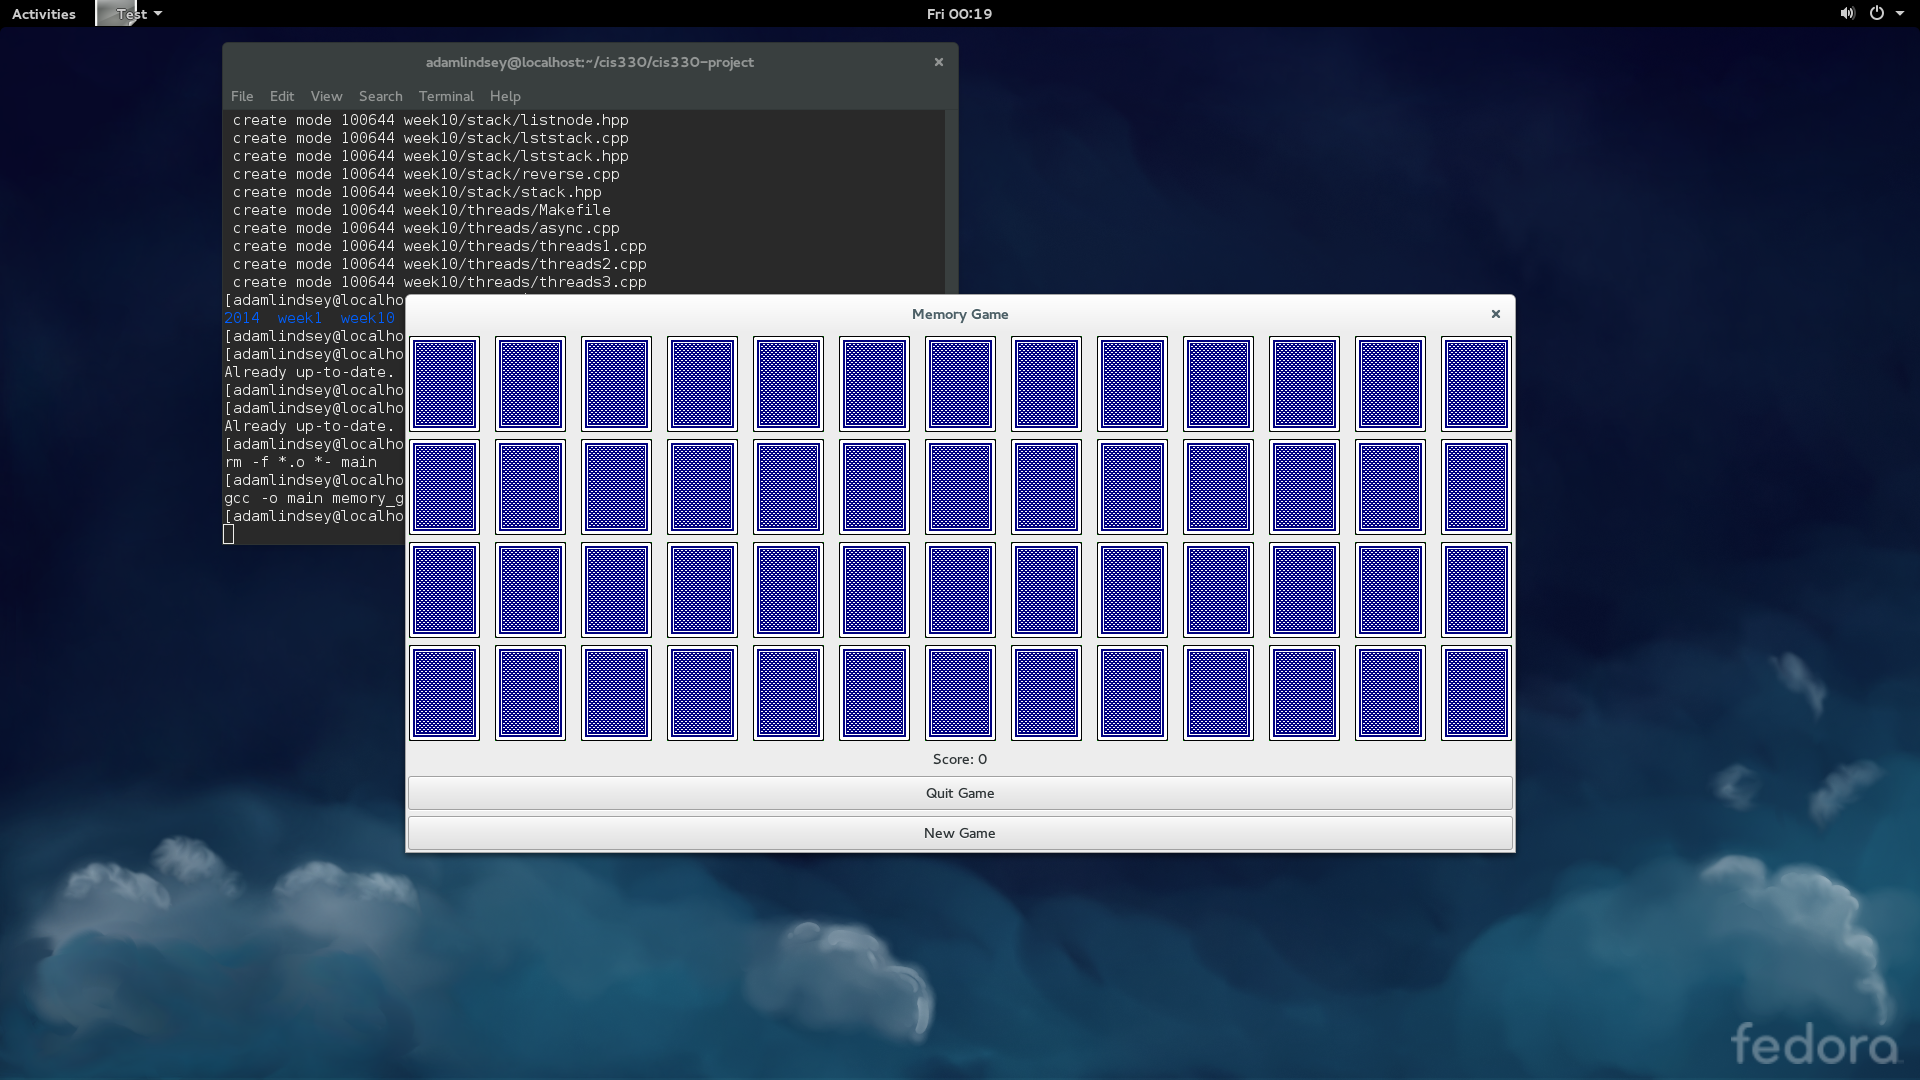 Activities Test Fri 00:19
adamlindsey@localhost:~/cis330/cis330-project
File Edit View Search Terminal Help
create mode 100644 week10/stack/listnode.hpp
create mode 100644 week10/stack/lststack.cpp
create mode 100644 week10/stack/lststack.hpp
create mode 100644 week10/stack/reverse.cpp
create mode 100644 week10/stack/stack.hpp
create mode 100644 week10/threads/Makefile
create mode 100644 week10/threads/async.cpp
create mode 100644 week10/threads/threads1.cpp
create mode 100644 week10/threads/threads2.cpp
create mode 100644 week10/threads/threads3.cpp
[adamlindsey@localho
2014 week1 week10
[adamlindsey@localho
[adamlindsey@localho
Already up-to-date.
[adamlindsey@localho
[adamlindsey@localho
Already up-to-date.
[adamlindsey@localho
rm -f *.o *- main
[adamlindsey@localho
gcc -o main memory_g
[adamlindsey@localho
Memory Game
Score: 0
Quit Game
New Game
fedora